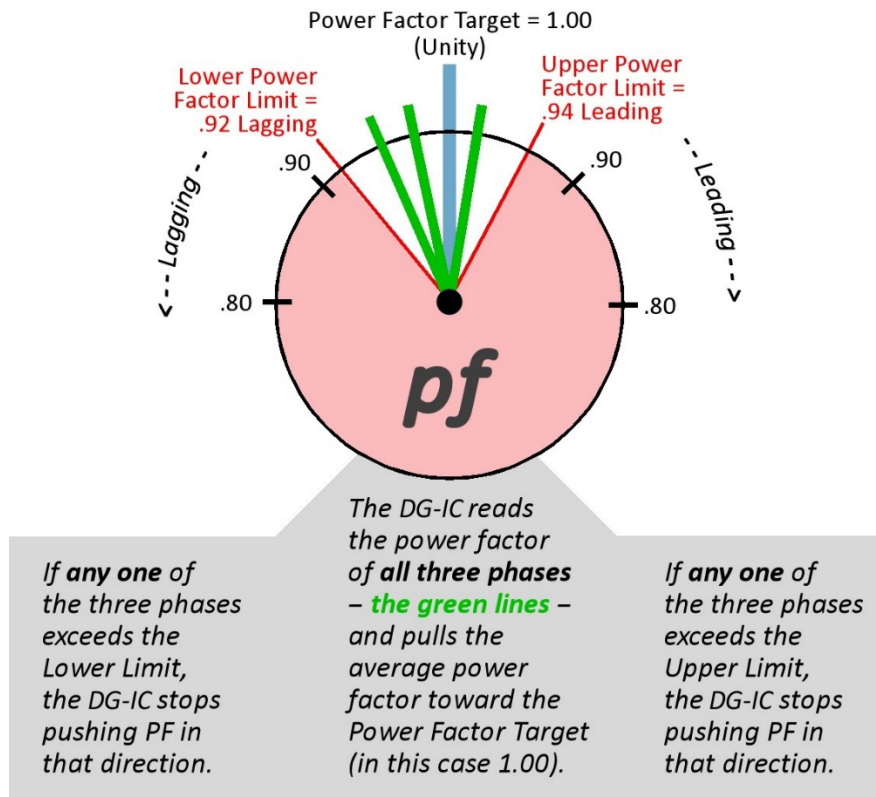 Power Factor Target = 1.00
(Unity)
Lower Power
Factor Limit =
.92 Lagging
Upper Power
Factor Limit =
.94 Leading
.90
.90
<--- Lagging ---
--- Leading --->
.80
.80
pf
If any one of
the three phases
exceeds the
Lower Limit,
the DG-IC stops
pushing PF in
that direction.
The DG-IC reads
the power factor
of all three phases
– the green lines –
and pulls the
average power
factor toward the
Power Factor Target
(in this case 1.00).
If any one of
the three phases
exceeds the
Upper Limit,
the DG-IC stops
pushing PF in
that direction.